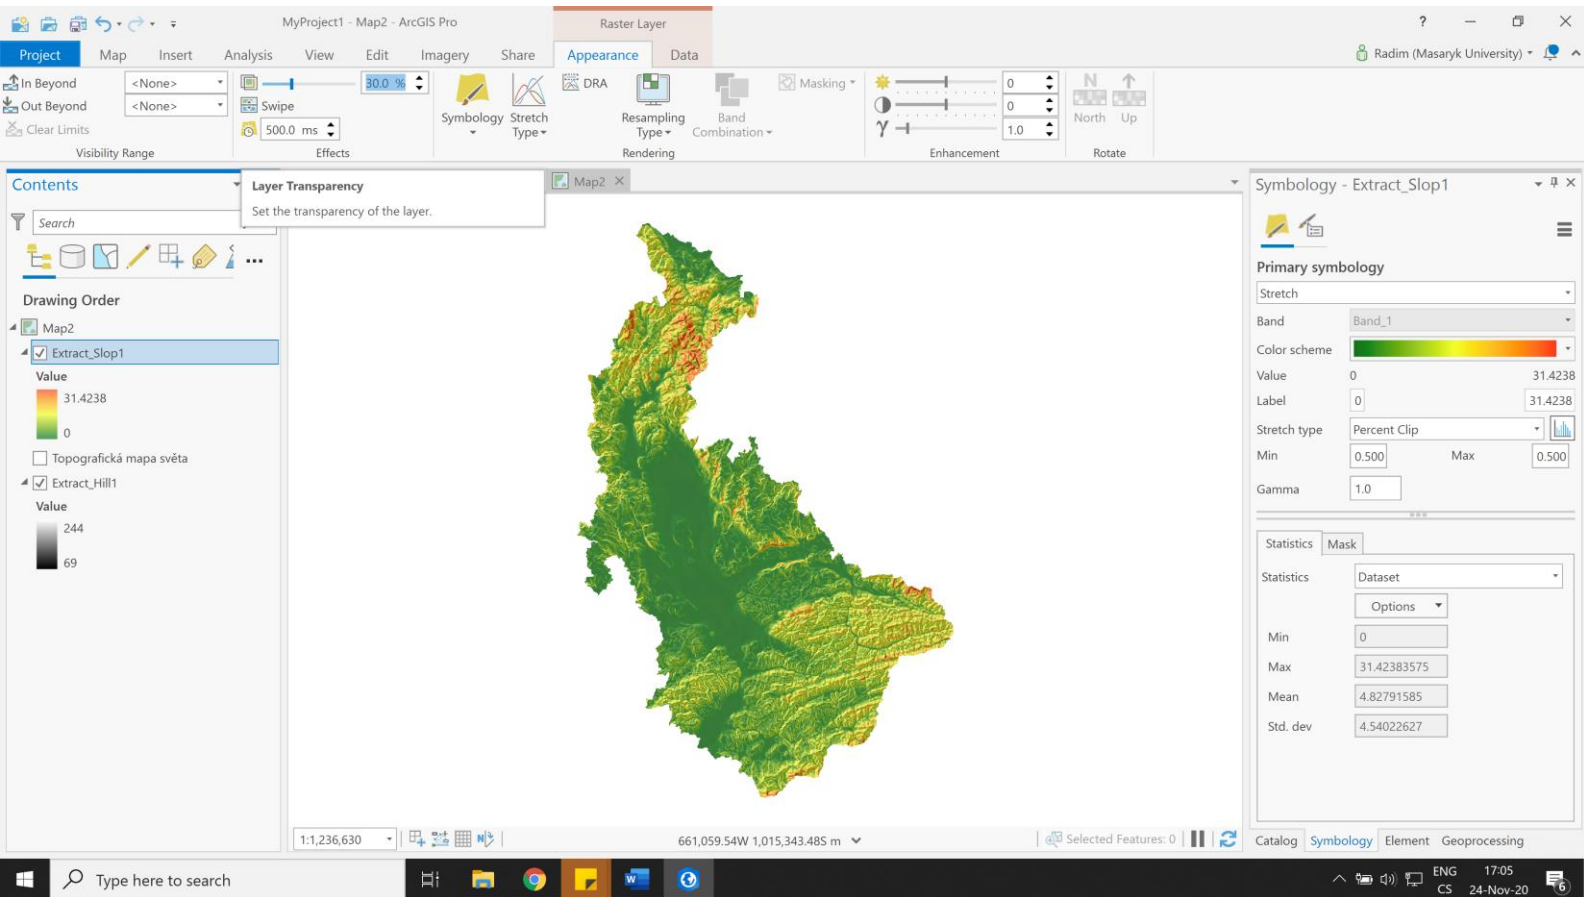 MyProject1 - Map2 - ArcGIS Pro
Raster Layer
?
Project Map Insert Analysis View Edit Imagery Share Appearance Data
Radim (Masaryk University)
In Beyond <None>
Out Beyond <None>
Clear Limits
Visibility Range
30.0 %
Swipe
500.0 ms
Effects
Symbology
Stretch
Type
DRA
Resampling
Type
Band
Combination
Masking
Rendering
0
0
γ 1.0
Enhancement
N
North Up
Rotate
Contents
Layer Transparency
Set the transparency of the layer.
Search
Drawing Order
Map2
Extract_Slop1
Value
31.4238
0
Topografická mapa světa
Extract_Hill1
Value
244
69
Map2
1:1,236,630
N
661,059.54W 1,015,343.48S m
Selected Features: 0
Symbology - Extract_Slop1
Primary symbology
Stretch
Band Band_1
Color scheme
Value 0 31.4238
Label 0 31.4238
Stretch type Percent Clip
Min 0.500 Max 0.500
Gamma 1.0
Statistics Mask
Statistics Dataset
Options
Min 0
Max 31.42383575
Mean 4.82791585
Std. dev 4.54022627
Catalog Symbology Element Geoprocessing
Type here to search
W
ENG
CS
17:05
24-Nov-20
6